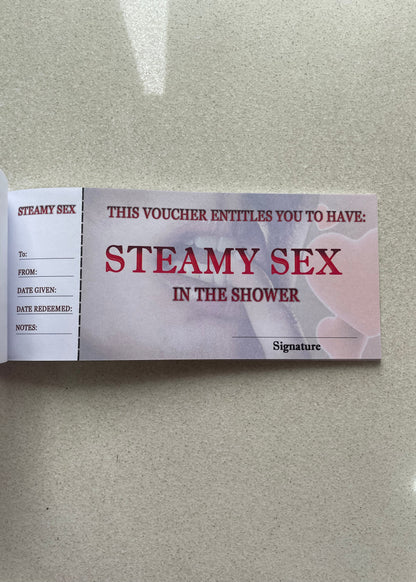 STEAMY SEX
To:
FROM:
DATE GIVEN:
DATE REDEEMED:
NOTES:
THIS VOUCHER ENTITLES YOU TO HAVE:
STEAMY SEX
IN THE SHOWER
Signature